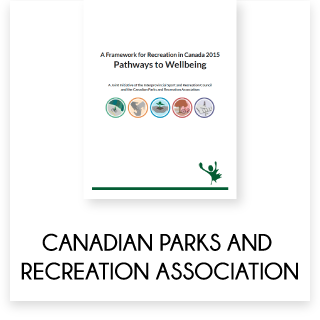 A Framework for Recreation in Canada 2015
Pathways to Wellbeing
A Joint Initiative of the Interprovincial Sport and Recreation Council
and the Canadian Parks and Recreation Association
CANADIAN PARKS AND
RECREATION ASSOCIATION